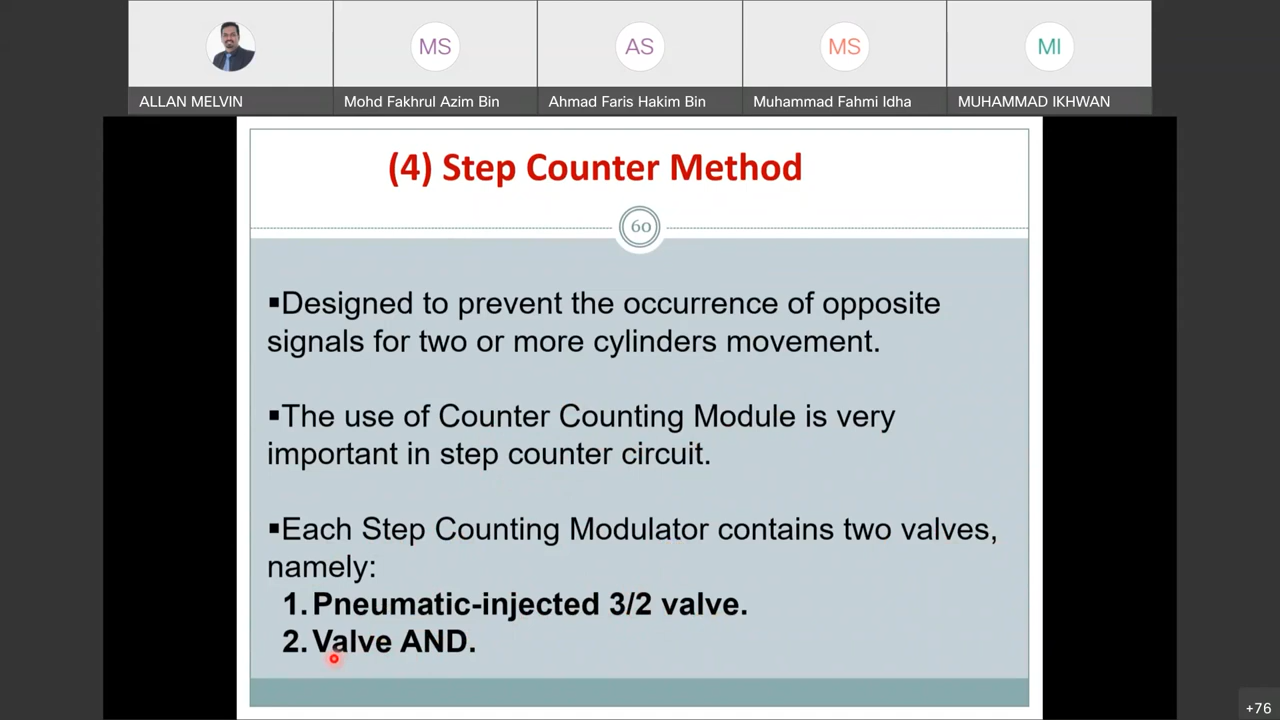 MS
AS
MS
MI
ALLAN MELVIN
Mohd Fakhrul Azim Bin
Ahmad Faris Hakim Bin
Muhammad Fahmi Idha
MUHAMMAD IKHWAN
(4) Step Counter Method
60
▪Designed to prevent the occurrence of opposite
signals for two or more cylinders movement.
▪The use of Counter Counting Module is very
important in step counter circuit.
▪Each Step Counting Modulator contains two valves,
namely:
1. Pneumatic-injected 3/2 valve.
2. Valve AND.
+76